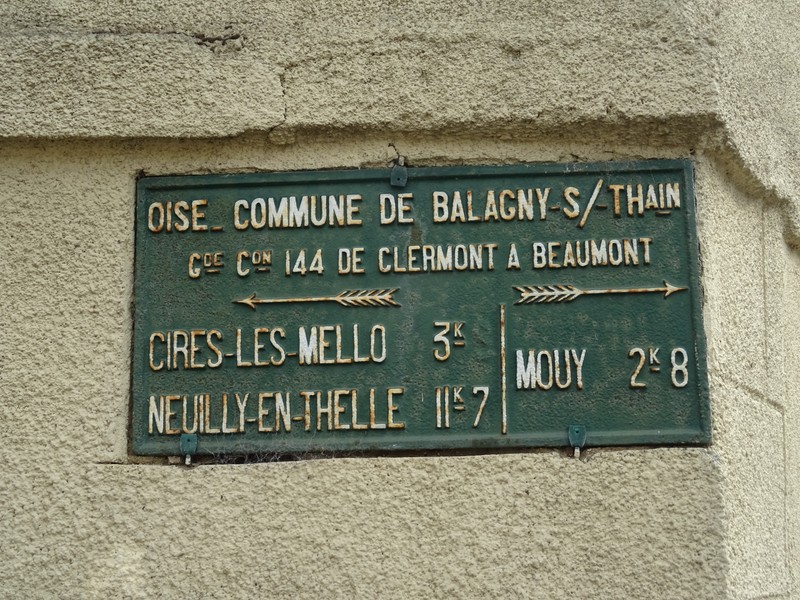 OISE_ COMMUNE DE BALAGNY-S/-THAIN
GDE CON 144 DE CLERMONT A BEAUMONT
CIRES-LES-MELLO 3K
NEUILLY-EN-THELLE 11K7
MOUY 2K8